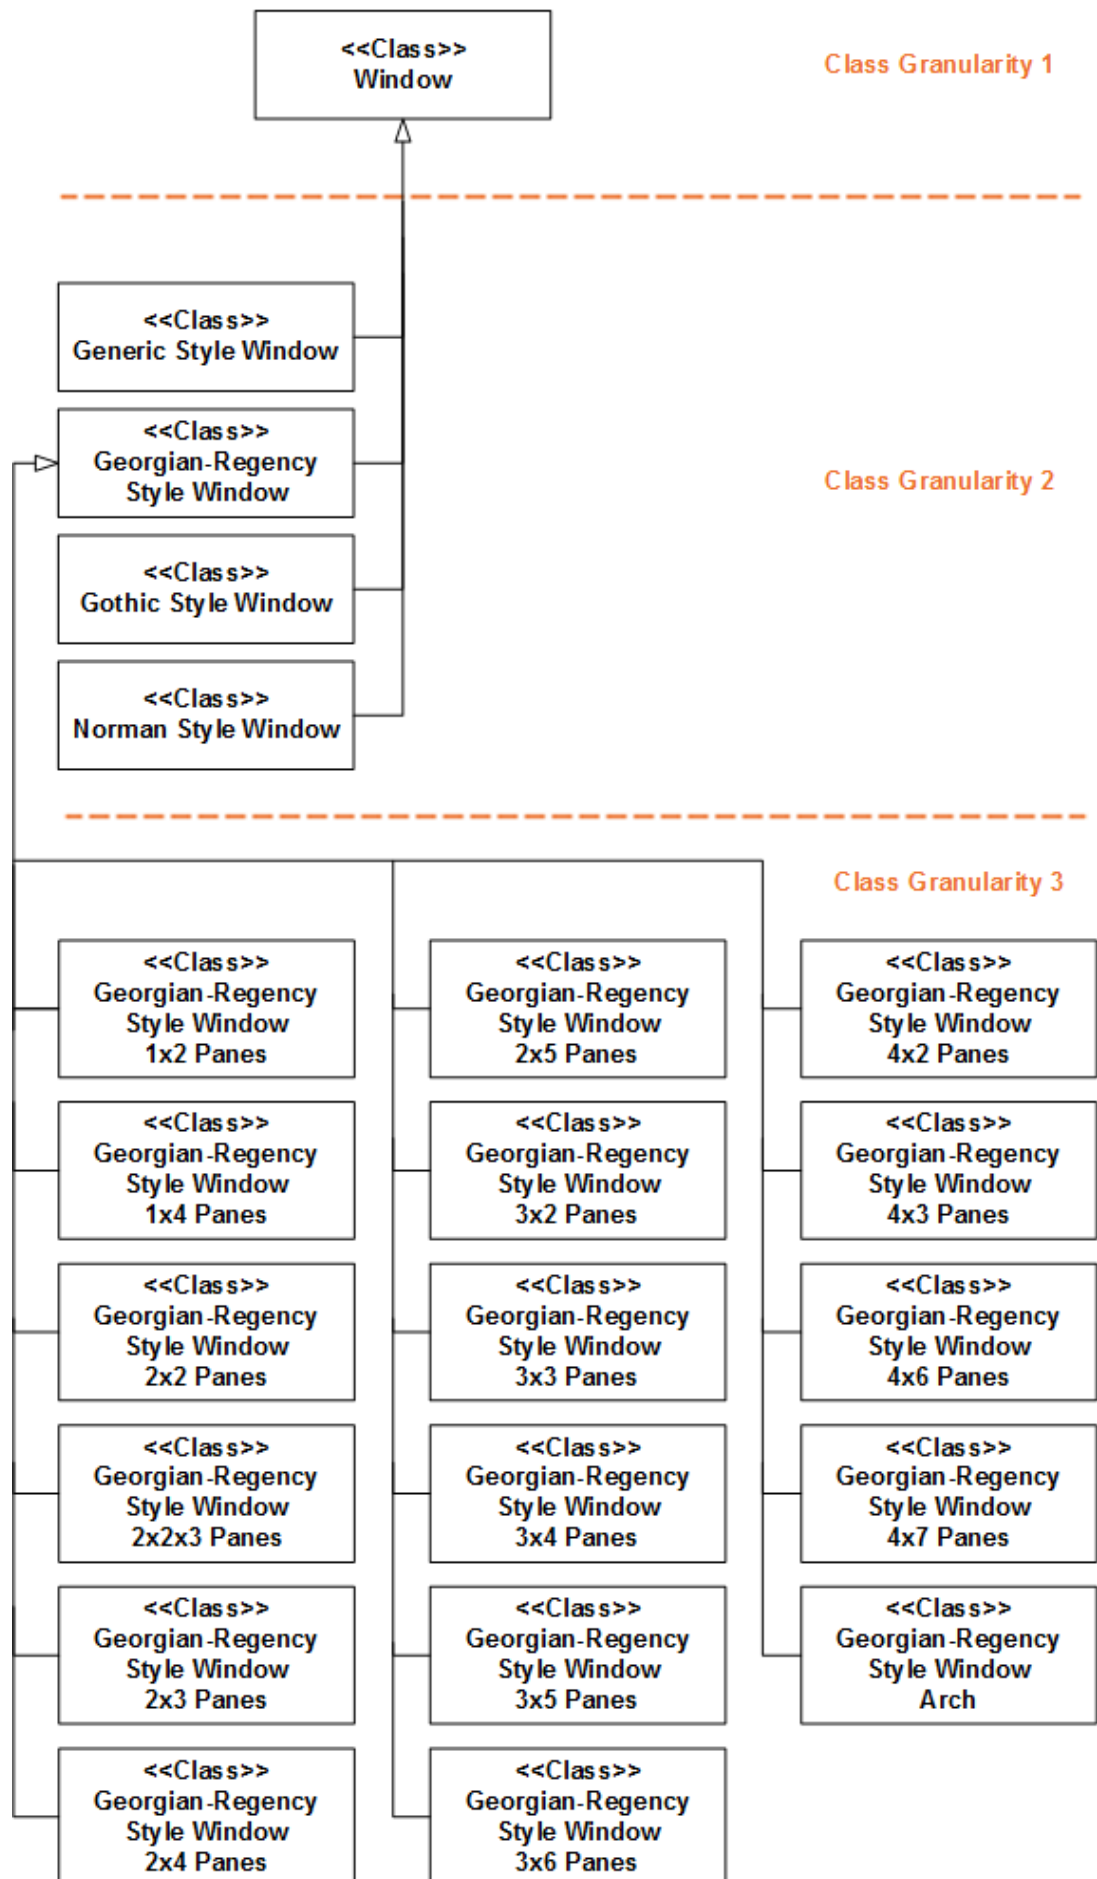 <<Class>>
Window
Class Granularity 1
<<Class>>
Generic Style Window
<<Class>>
Georgian-Regency
Style Window
Class Granularity 2
<<Class>>
Gothic Style Window
<<Class>>
Norman Style Window
Class Granularity 3
<<Class>>
Georgian-Regency
Style Window
1x2 Panes
<<Class>>
Georgian-Regency
Style Window
1x4 Panes
<<Class>>
Georgian-Regency
Style Window
2x2 Panes
<<Class>>
Georgian-Regency
Style Window
2x2x3 Panes
<<Class>>
Georgian-Regency
Style Window
2x3 Panes
<<Class>>
Georgian-Regency
Style Window
2x4 Panes
<<Class>>
Georgian-Regency
Style Window
2x5 Panes
<<Class>>
Georgian-Regency
Style Window
3x2 Panes
<<Class>>
Georgian-Regency
Style Window
3x3 Panes
<<Class>>
Georgian-Regency
Style Window
3x4 Panes
<<Class>>
Georgian-Regency
Style Window
3x5 Panes
<<Class>>
Georgian-Regency
Style Window
3x6 Panes
<<Class>>
Georgian-Regency
Style Window
4x2 Panes
<<Class>>
Georgian-Regency
Style Window
4x3 Panes
<<Class>>
Georgian-Regency
Style Window
4x6 Panes
<<Class>>
Georgian-Regency
Style Window
4x7 Panes
<<Class>>
Georgian-Regency
Style Window
Arch